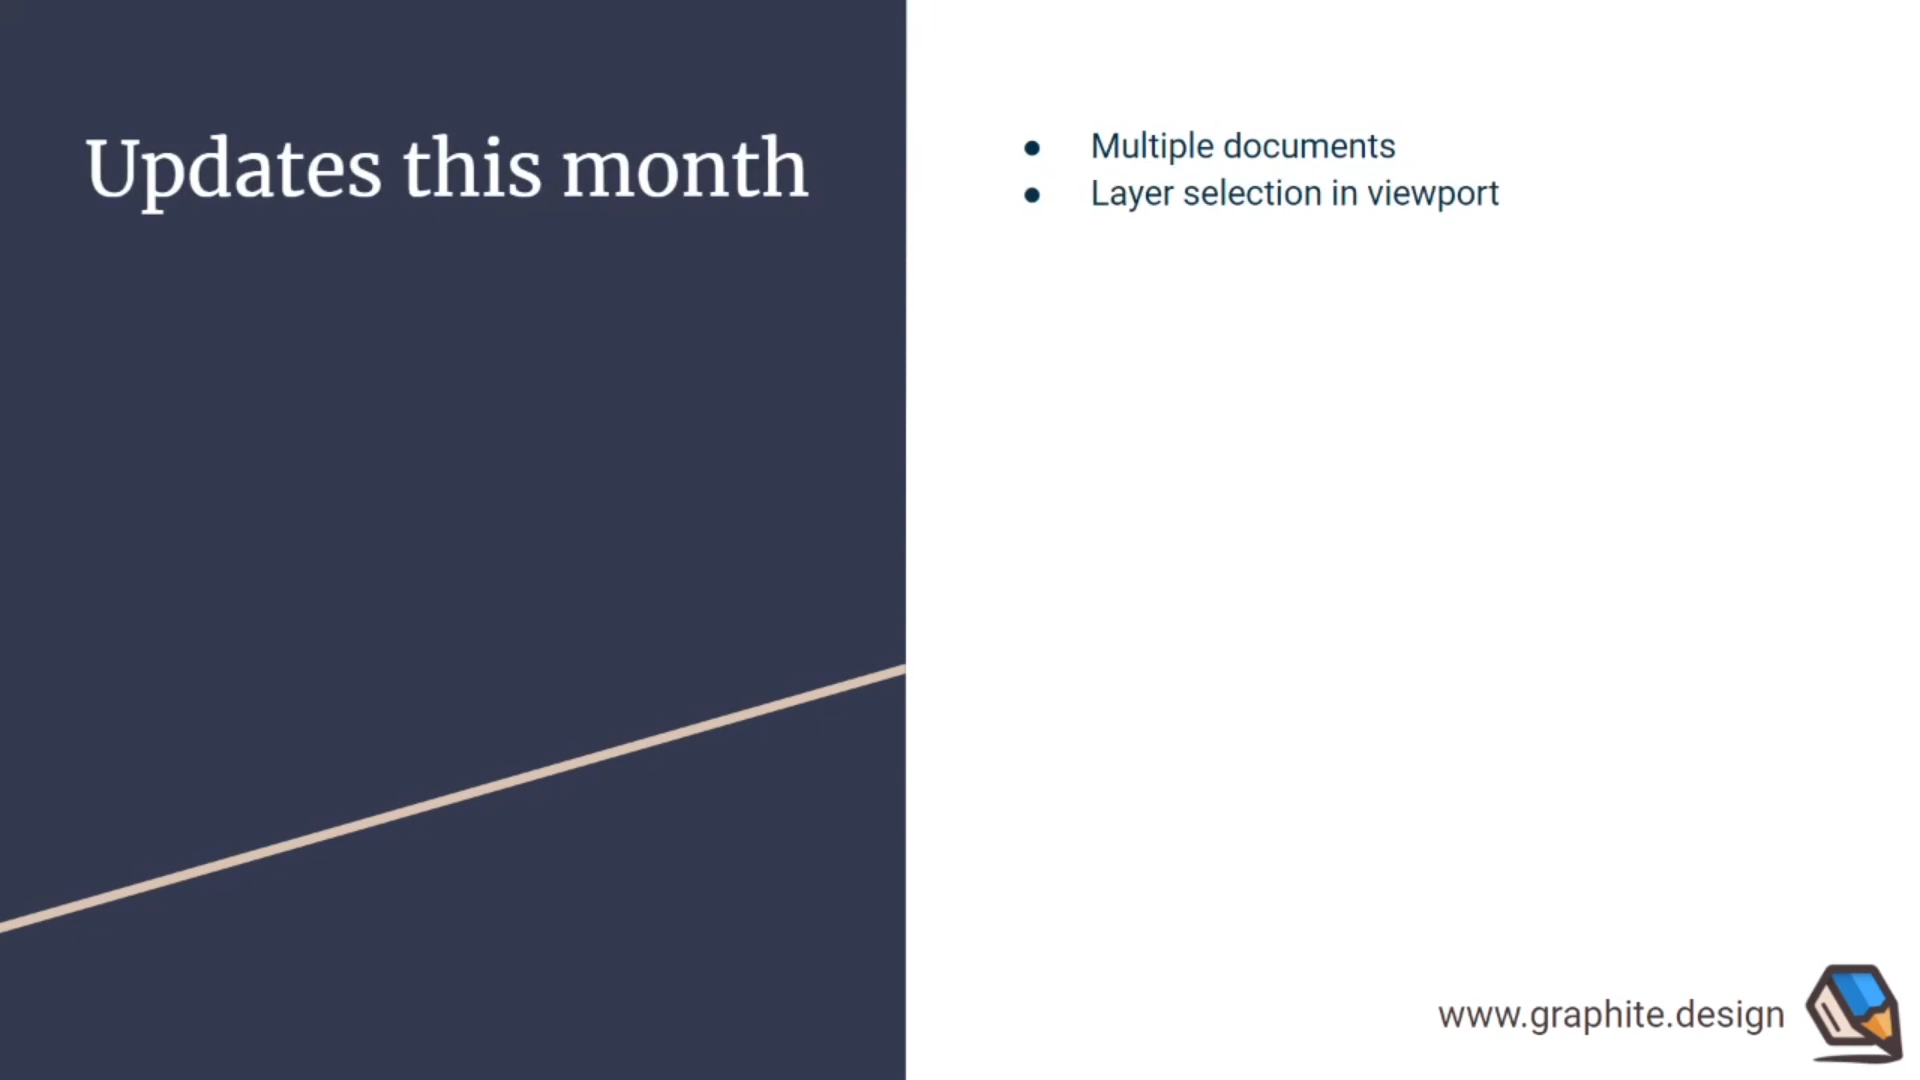 Updates this month
● Multiple documents
● Layer selection in viewport
www.graphite.design